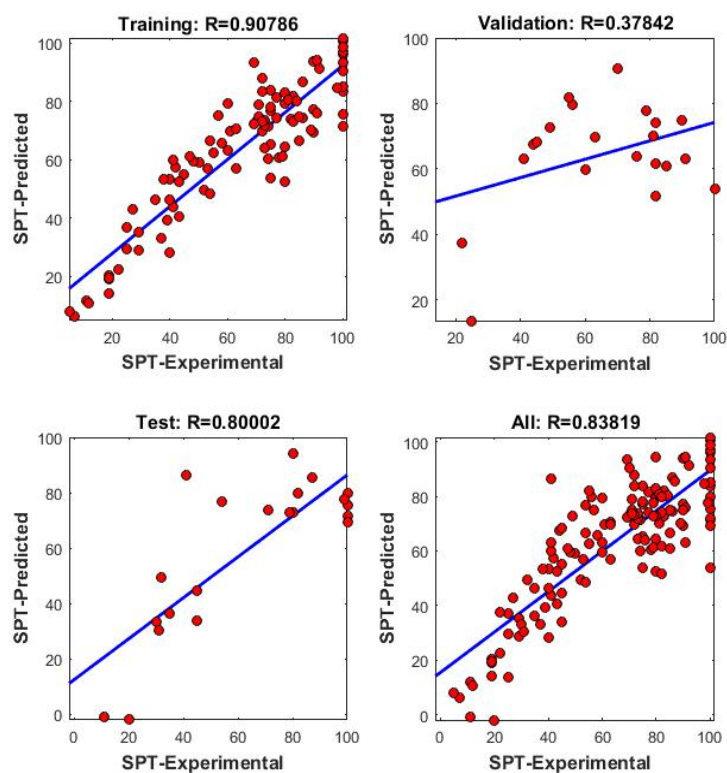 Training: R=0.90786
100
80
60
40
20
SPT-Predicted
20 40 60 80 100
SPT-Experimental
Validation: R=0.37842
100
80
60
40
20
0
SPT-Predicted
20 40 60 80 100
SPT-Experimental
Test: R=0.80002
100
80
60
40
20
0
SPT-Predicted
0 20 40 60 80 100
SPT-Experimental
All: R=0.83819
100
80
60
40
20
0
SPT-Predicted
0 20 40 60 80 100
SPT-Experimental